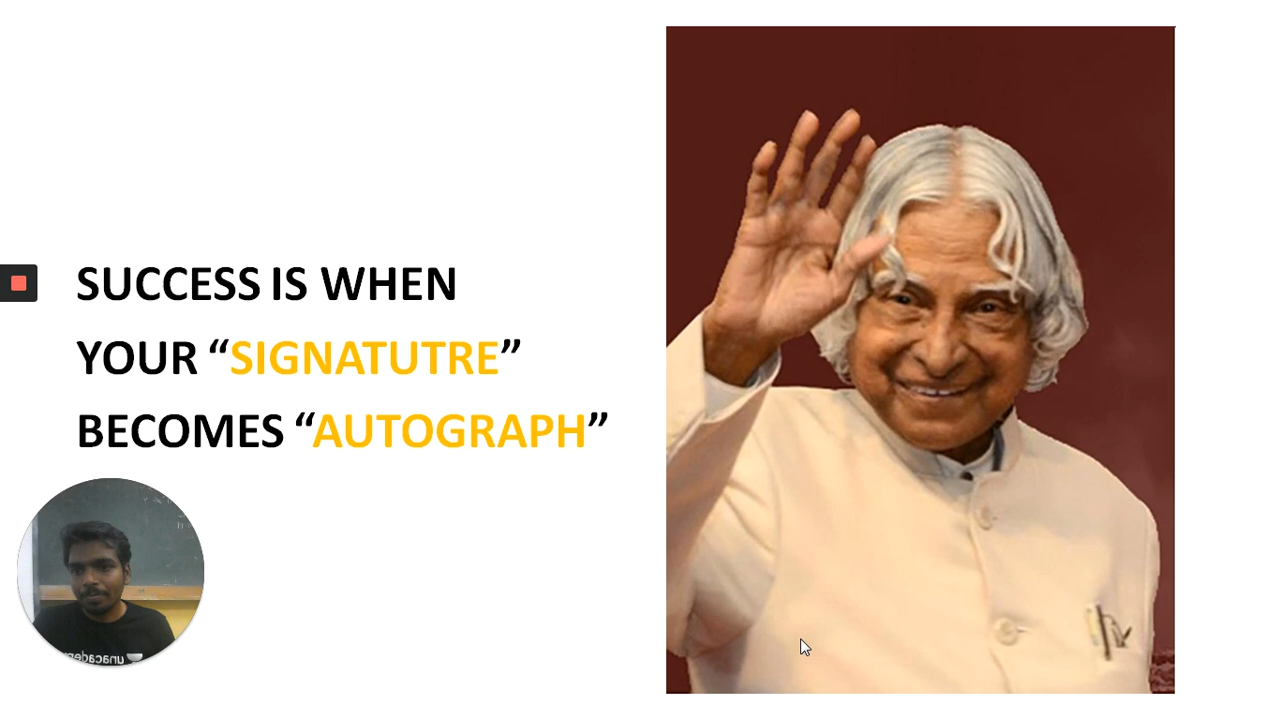 SUCCESS IS WHEN
YOUR “SIGNATUTRE”
BECOMES “AUTOGRAPH”